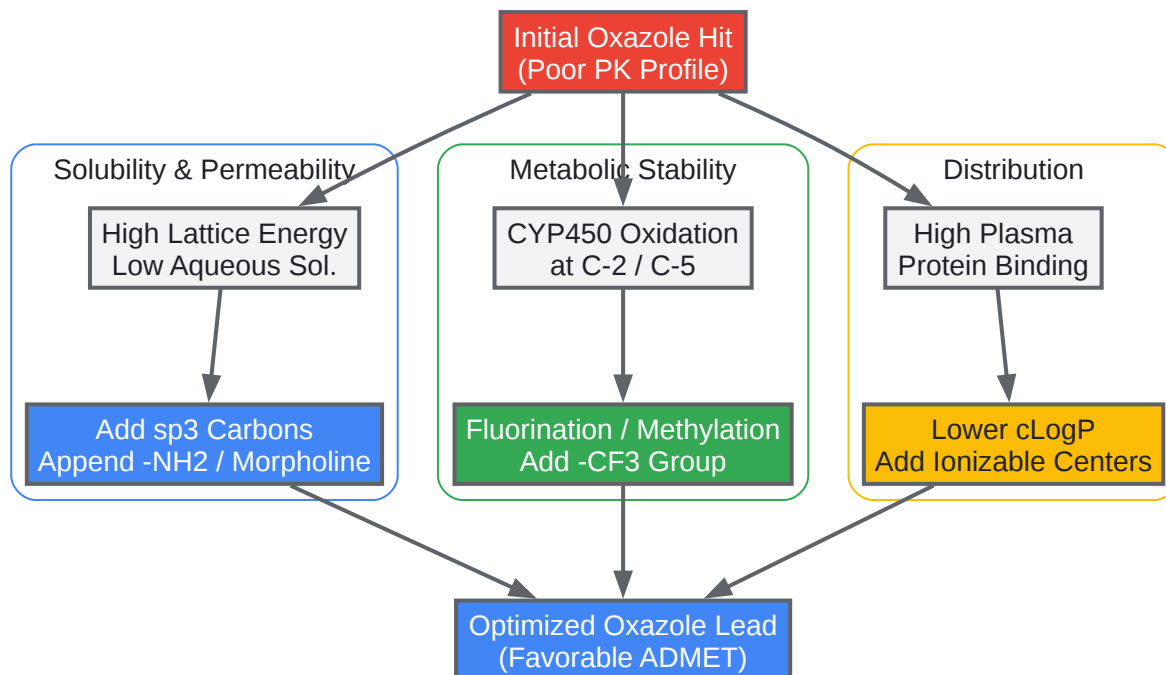 Initial Oxazole Hit
(Poor PK Profile)
Solubility & Permeability
Metabolic Stability
Distribution
High Lattice Energy
Low Aqueous Sol.
CYP450 Oxidation
at C-2 / C-5
High Plasma
Protein Binding
Add sp3 Carbons
Append -NH2 / Morpholine
Fluorination / Methylation
Add -CF3 Group
Lower cLogP
Add Ionizable Centers
Optimized Oxazole Lead
(Favorable ADMET)